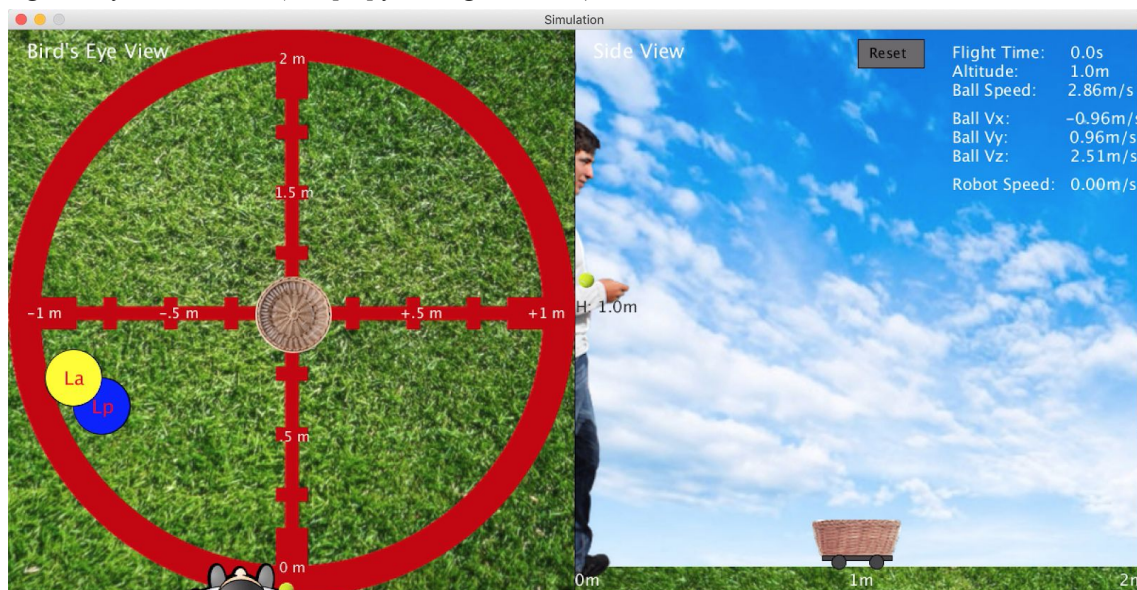 Simulation
Bird's Eye View
2 m
1.5 m
-1 m
-.5 m
+.5 m
+1 m
La
Lp
.5 m
0 m
Side View
Reset
Flight Time: 0.0s
Altitude: 1.0m
Ball Speed: 2.86m/s
Ball Vx: -0.96m/s
Ball Vy: 0.96m/s
Ball Vz: 2.51m/s
Robot Speed: 0.00m/s
H: 1.0m
0m
1m